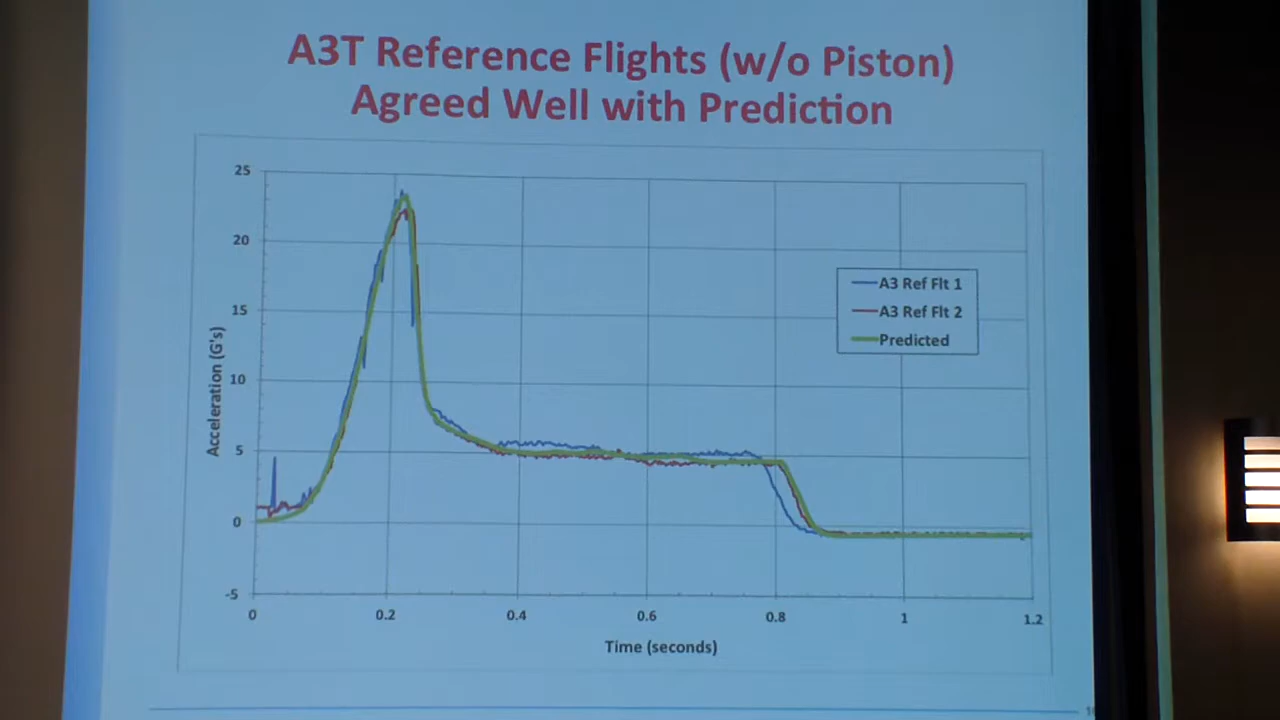 A3T Reference Flights (w/o Piston)
Agreed Well with Prediction
25
20
15
10
5
0
-5
Acceleration (G's)
A3 Ref Flt 1
A3 Ref Flt 2
Predicted
0 0.2 0.4 0.6 0.8 1 1.2
Time (seconds)